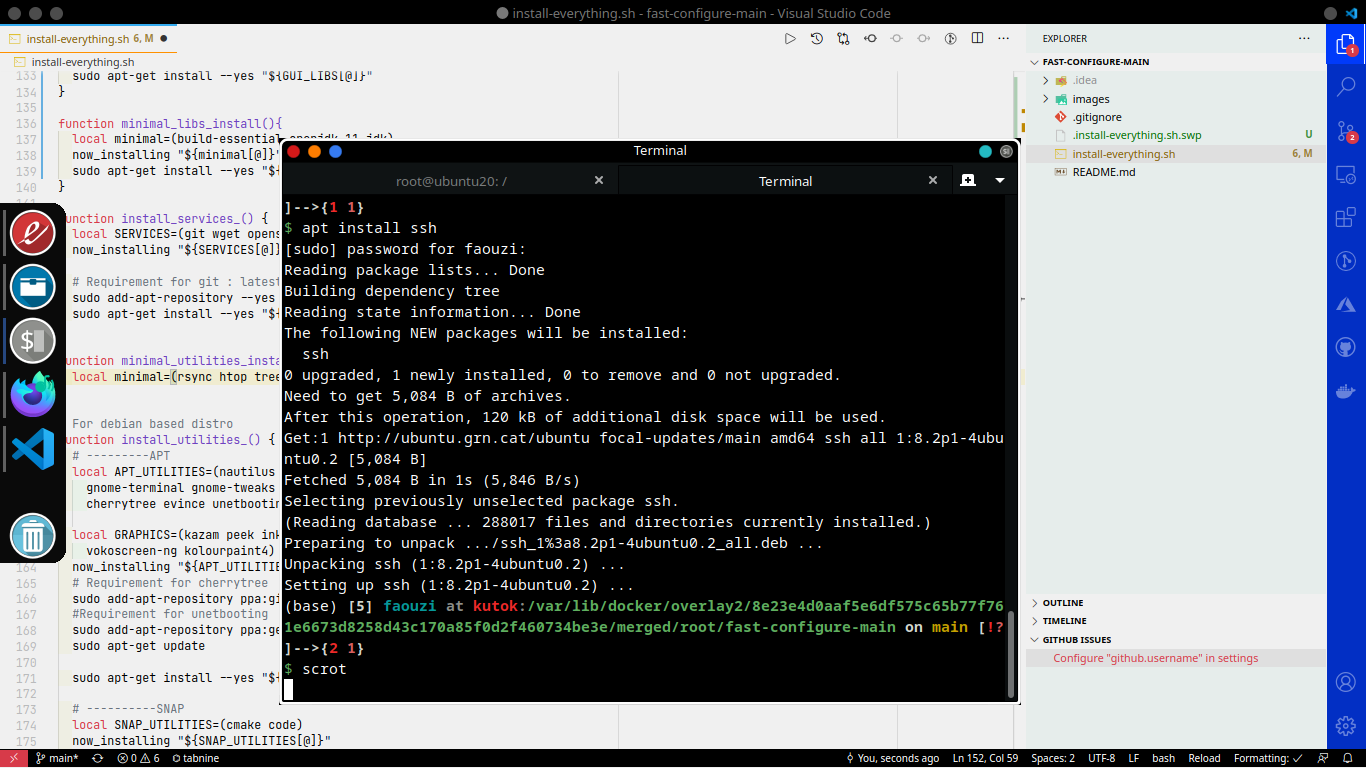 install-everything.sh - fast-configure-main - Visual Studio Code
install-everything.sh 6, M
install-everything.sh
133 sudo apt-get install --yes "${GUI_LIBS[@]}"
134 }
135
136 function minimal_libs_install(){
137 local minimal=(build-essential openjdk-11-jdk)
138 now_installing "${minimal[@]}"
139 sudo apt-get install --yes "${
140 }
141
unction install_services_() {
local SERVICES=(git wget opens
now_installing "${SERVICES[@]}
# Requirement for git : latest
sudo add-apt-repository --yes
sudo apt-get install --yes "${
unction minimal_utilities_insta
local minimal=(rsync htop tree
For debian based distro
unction install_utilities_() {
# ---------APT
local APT_UTILITIES=(nautilus
gnome-terminal gnome-tweaks
cherrytree evince unetbootin
local GRAPHICS=(kazam peek ink
vokoscreen-ng kolourpaint4)
164 now_installing "${APT_UTILITIE
165 # Requirement for cherrytree
166 sudo add-apt-repository ppa:gi
167 #Requirement for unetbooting
168 sudo add-apt-repository ppa:ge
169 sudo apt-get update
170
171 sudo apt-get install --yes "${
172
173 # ----------SNAP
174 local SNAP_UTILITIES=(cmake code)
175 now_installing "${SNAP_UTILITIES[@]}"
Terminal
root@ubuntu20: /
Terminal
]-->{1 1}
$ apt install ssh
[sudo] password for faouzi:
Reading package lists... Done
Building dependency tree
Reading state information... Done
The following NEW packages will be installed:
ssh
0 upgraded, 1 newly installed, 0 to remove and 0 not upgraded.
Need to get 5,084 B of archives.
After this operation, 120 kB of additional disk space will be used.
Get:1 http://ubuntu.grn.cat/ubuntu focal-updates/main amd64 ssh all 1:8.2p1-4ubu
ntu0.2 [5,084 B]
Fetched 5,084 B in 1s (5,846 B/s)
Selecting previously unselected package ssh.
(Reading database ... 288017 files and directories currently installed.)
Preparing to unpack .../ssh_1%3a8.2p1-4ubuntu0.2_all.deb ...
Unpacking ssh (1:8.2p1-4ubuntu0.2) ...
Setting up ssh (1:8.2p1-4ubuntu0.2) ...
(base) [5] faouzi at kutok:/var/lib/docker/overlay2/8e23e4d0aaf5e6df575c65b77f76
1e6673d8258d43c170a85f0d2f460734be3e/merged/root/fast-configure-main on main [!?
]-->{2 1}
$ scrot
EXPLORER
FAST-CONFIGURE-MAIN
.idea
images
.gitignore
.install-everything.sh.swp U
install-everything.sh 6, M
README.md
OUTLINE
TIMELINE
GITHUB ISSUES
Configure "github.username" in settings
1
2
main* 0 6 tabnine You, seconds ago Ln 152, Col 59 Spaces: 2 UTF-8 LF bash Reload Formatting: